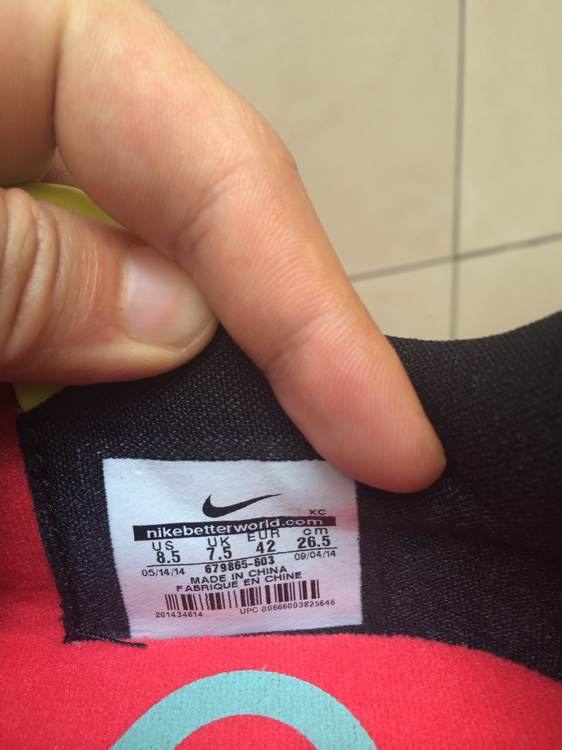 XC
nikebetterworld.com
US UK EUR cm
8.5 7.5 42 26.5
05/14/14 679865-603 09/04/14
MADE IN CHINA
FABRIQUE EN CHINE
201434614 UPC 00666003825646